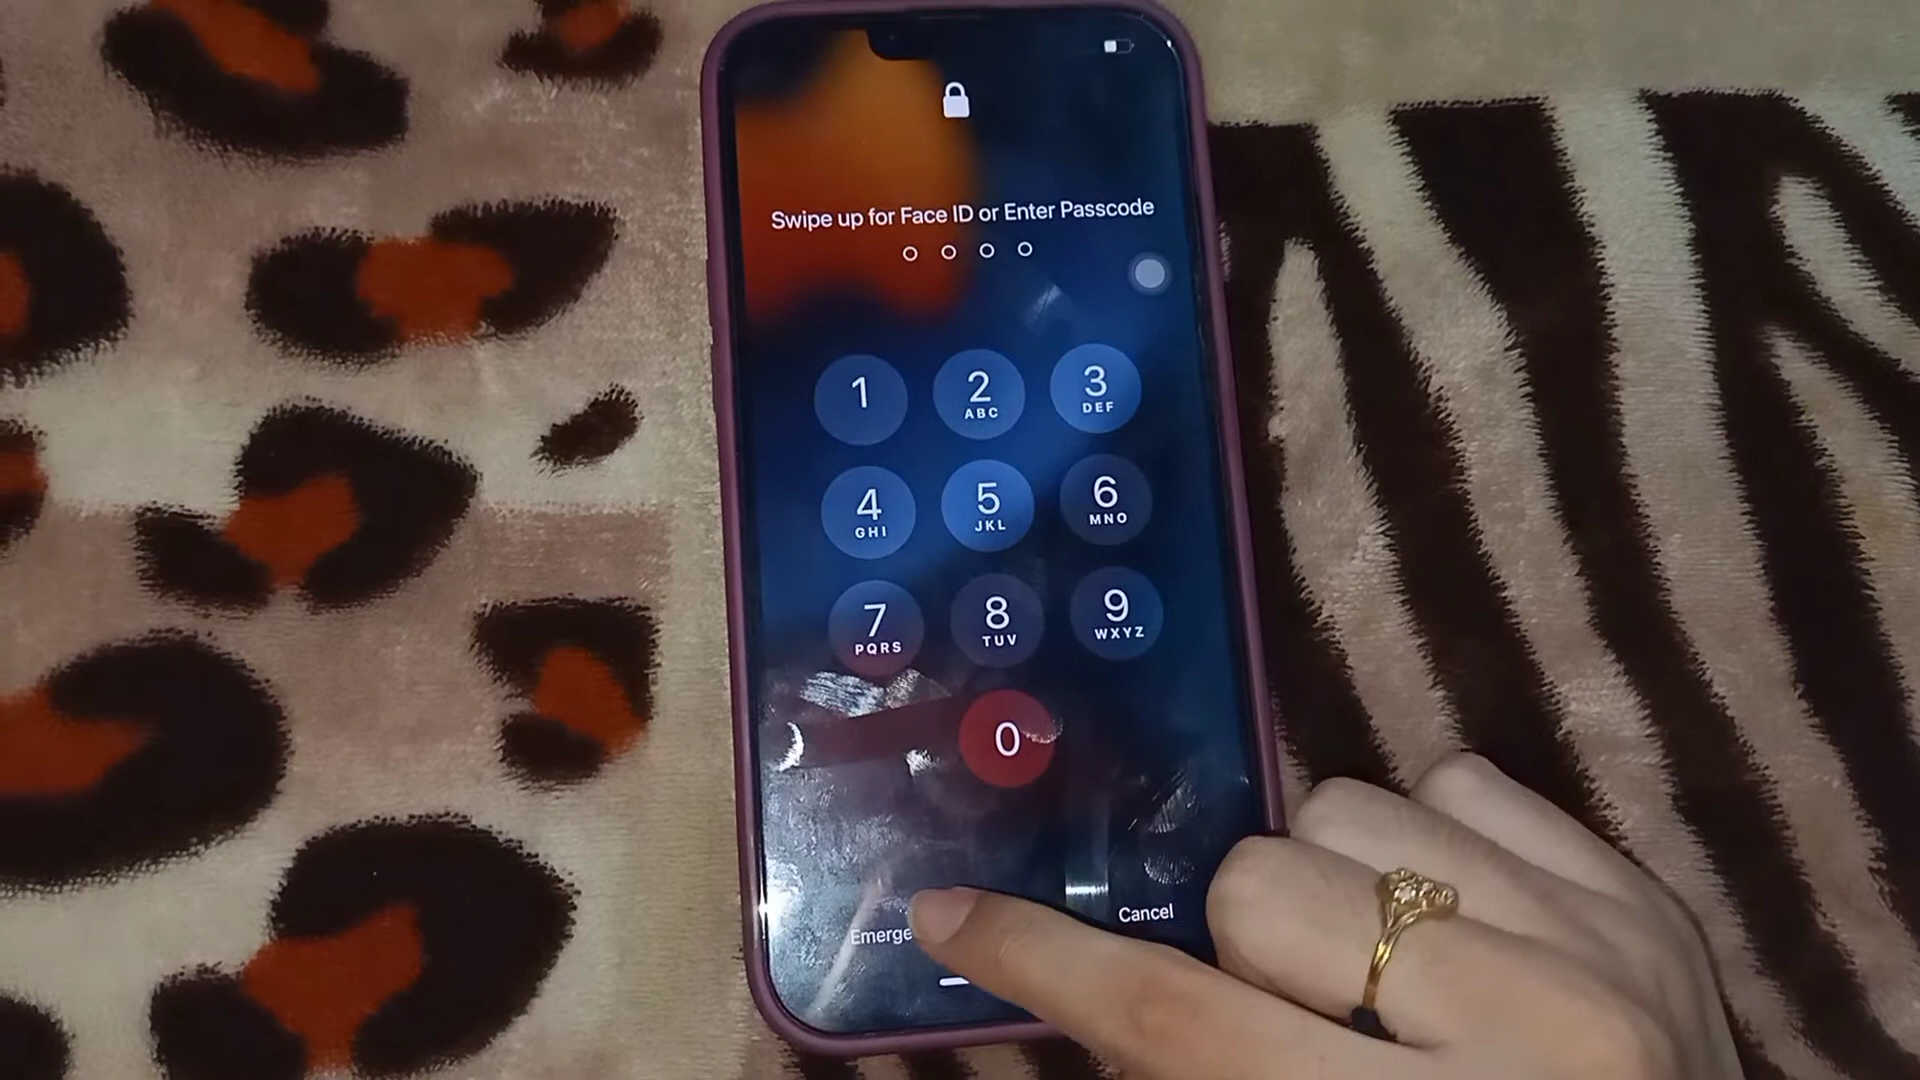 Swipe up for Face ID or Enter Passcode
1
2
ABC
3
DEF
4
GHI
5
JKL
6
MNO
7
PQRS
8
TUV
9
WXYZ
0
Emerge
Cancel